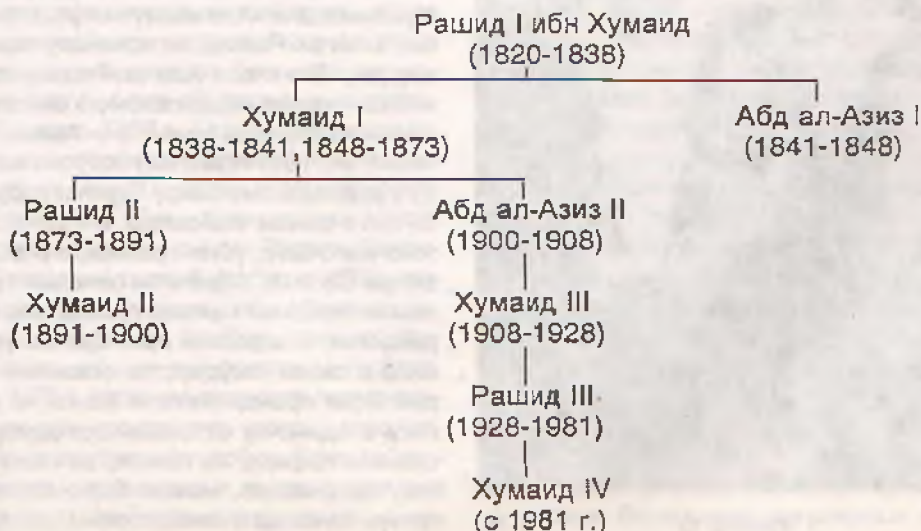 Рашид I ибн Хумаид
(1820-1838)
Хумаид I
(1838-1841,1848-1873)
Абд ал-Азиз I
(1841-1848)
Рашид II
(1873-1891)
Абд ал-Азиз II
(1900-1908)
Хумаид II
(1891-1900)
Хумаид III
(1908-1928)
Рашид III
(1928-1981)
Хумаид IV
(с 1981 г.)